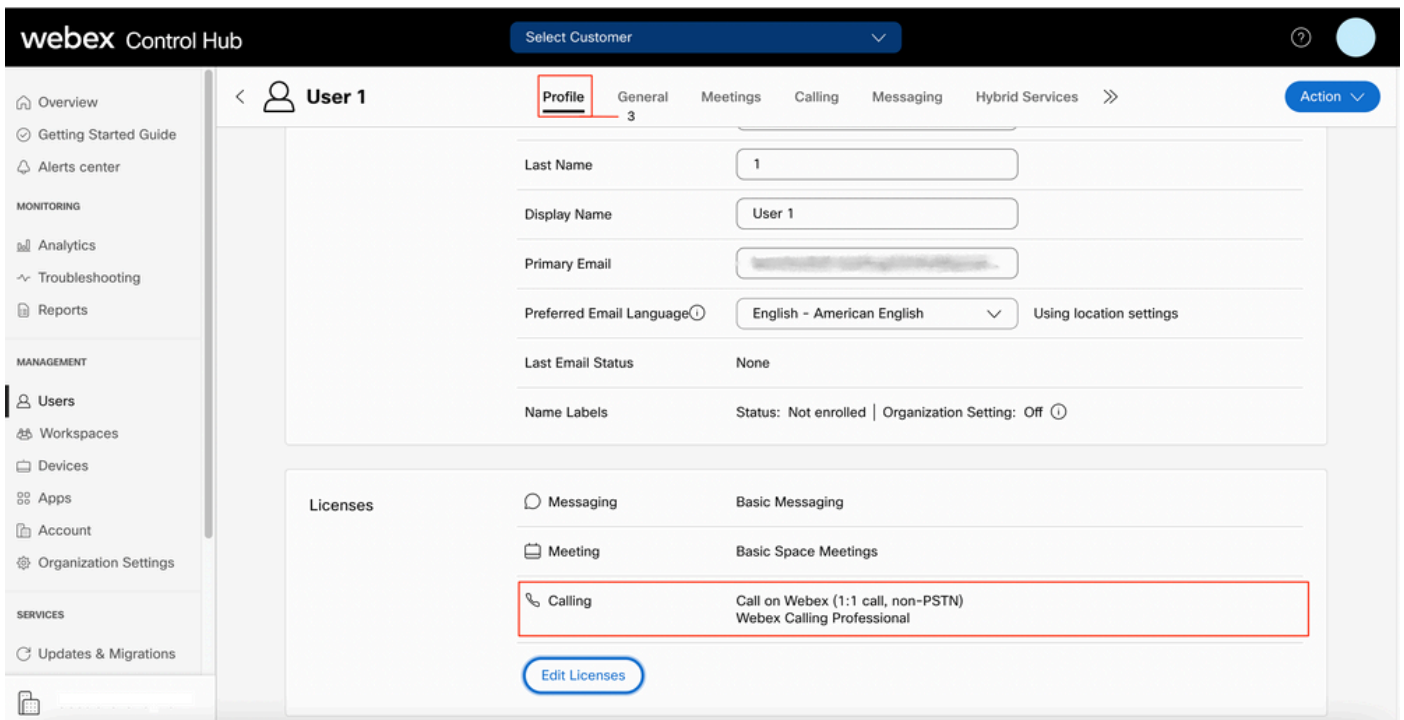 webex Control Hub
Select Customer
Overview
Getting Started Guide
Alerts center
MONITORING
Analytics
Troubleshooting
Reports
MANAGEMENT
Users
Workspaces
Devices
Apps
Account
Organization Settings
SERVICES
Updates & Migrations
User 1
Profile General Meetings Calling Messaging Hybrid Services
3
Action
Last Name 1
Display Name User 1
Primary Email
Preferred Email Language English - American English Using location settings
Last Email Status None
Name Labels Status: Not enrolled | Organization Setting: Off
Licenses
Messaging Basic Messaging
Meeting Basic Space Meetings
Calling Call on Webex (1:1 call, non-PSTN)
Webex Calling Professional
Edit Licenses